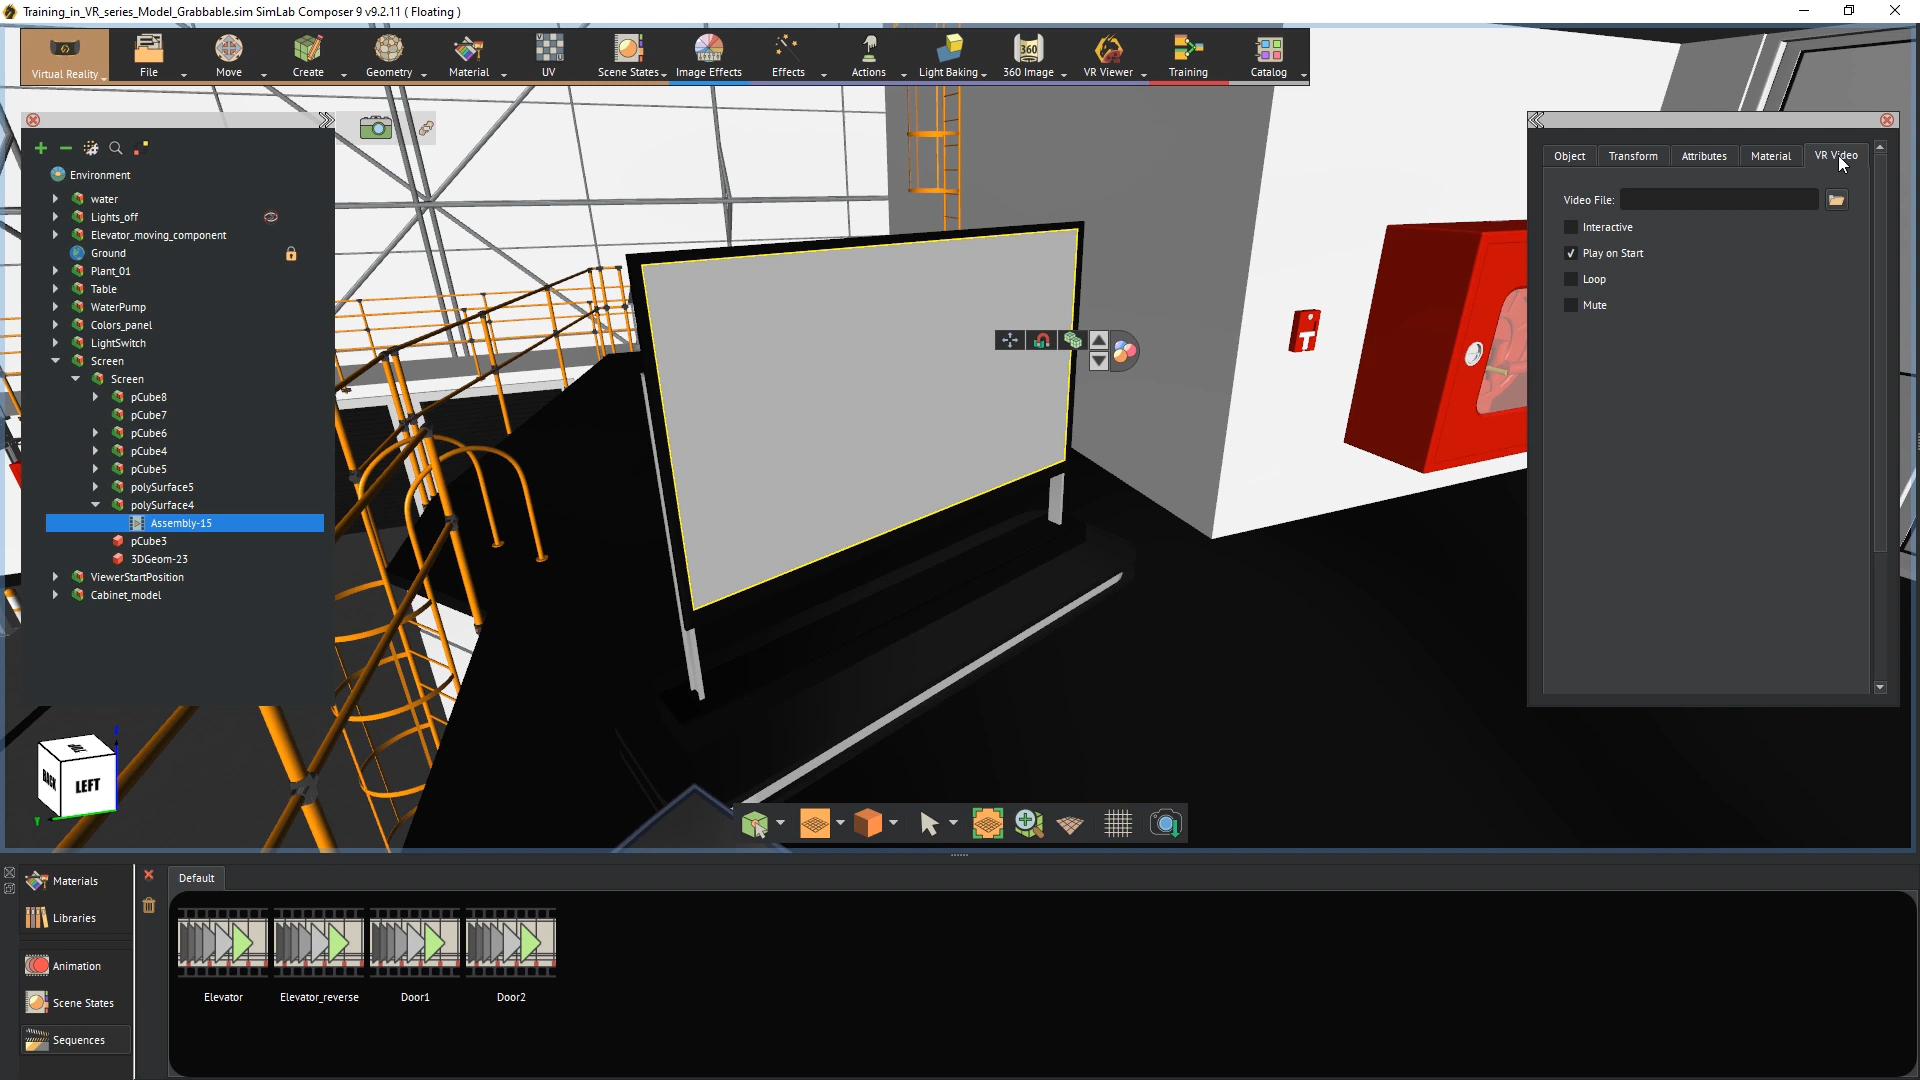 Training_in_VR_series_Model_Grabbable.sim SimLab Composer 9 v9.2.11 ( Floating )
Virtual Reality
File
Move
Create
Geometry
Material
UV
Scene States
Image Effects
Effects
Actions
Light Baking
360 Image
VR Viewer
Training
Catalog
360
Environment
water
Lights_off
Elevator_moving_component
Ground
Plant_01
Table
WaterPump
Colors_panel
LightSwitch
Screen
Screen
pCube8
pCube7
pCube6
pCube4
pCube5
polySurface5
polySurface4
Assembly-15
pCube3
3DGeom-23
ViewerStartPosition
Cabinet_model
Object
Transform
Attributes
Material
VR Video
Video File:
Interactive
Play on Start
Loop
Mute
BACK
LEFT
Materials
Libraries
Animation
Scene States
Sequences
Default
Elevator
Elevator_reverse
Door1
Door2